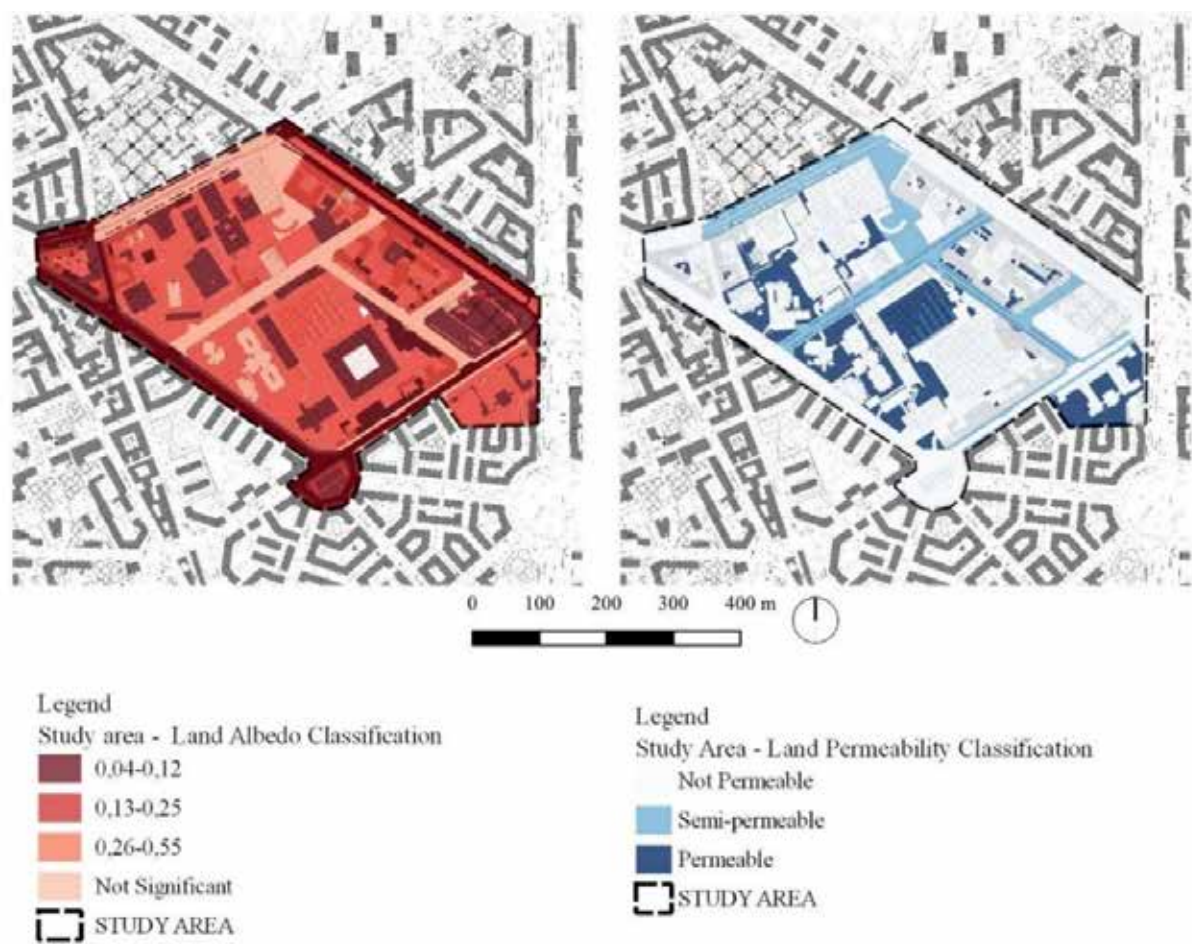 0 100 200 300 400 m
Legend
Study area - Land Albedo Classification
0,04-0,12
0,13-0,25
0,26-0,55
Not Significant
STUDY AREA
Legend
Study Area - Land Permeability Classification
Not Permeable
Semi-permeable
Permeable
STUDY AREA